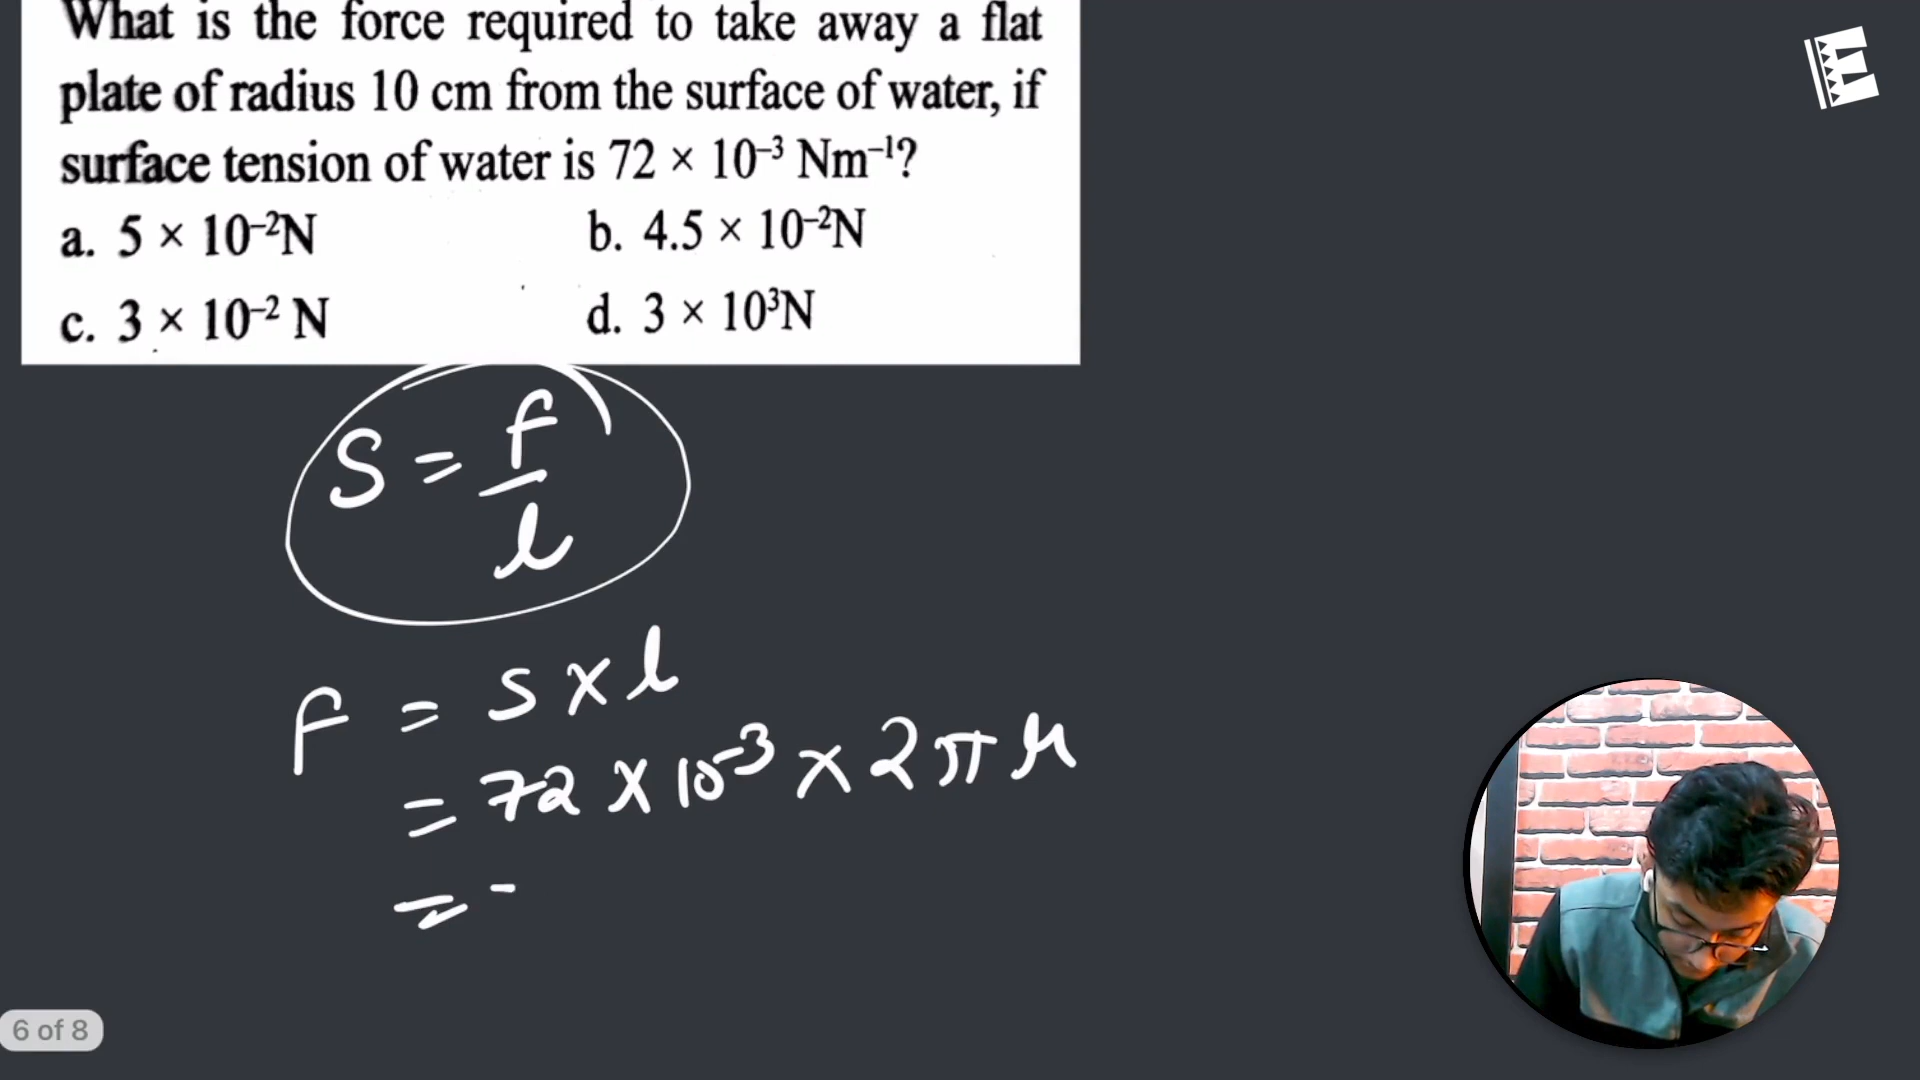 What is the force required to take away a flat
plate of radius 10 cm from the surface of water, if
surface tension of water is 72 × 10⁻³ Nm⁻¹?
a. 5 × 10⁻²N b. 4.5 × 10⁻²N
c. 3 × 10⁻² N d. 3 × 10³N
S = f/l
F = S × l
= 72 × 10⁻³ × 2πr
= -
6 of 8
E